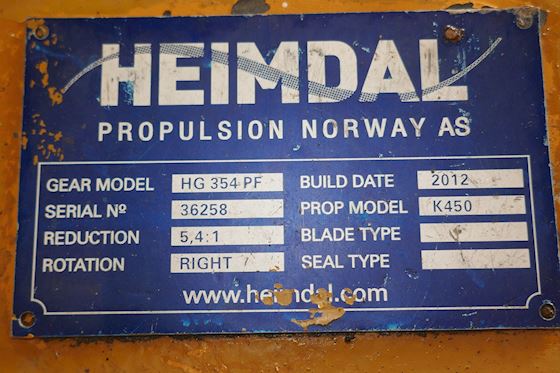 HEIMDAL
PROPULSION NORWAY AS
GEAR MODEL HG 354 PF BUILD DATE 2012
SERIAL Nº 36258 PROP MODEL K450
REDUCTION 5,4:1 BLADE TYPE
ROTATION RIGHT SEAL TYPE
www.heimdal.com